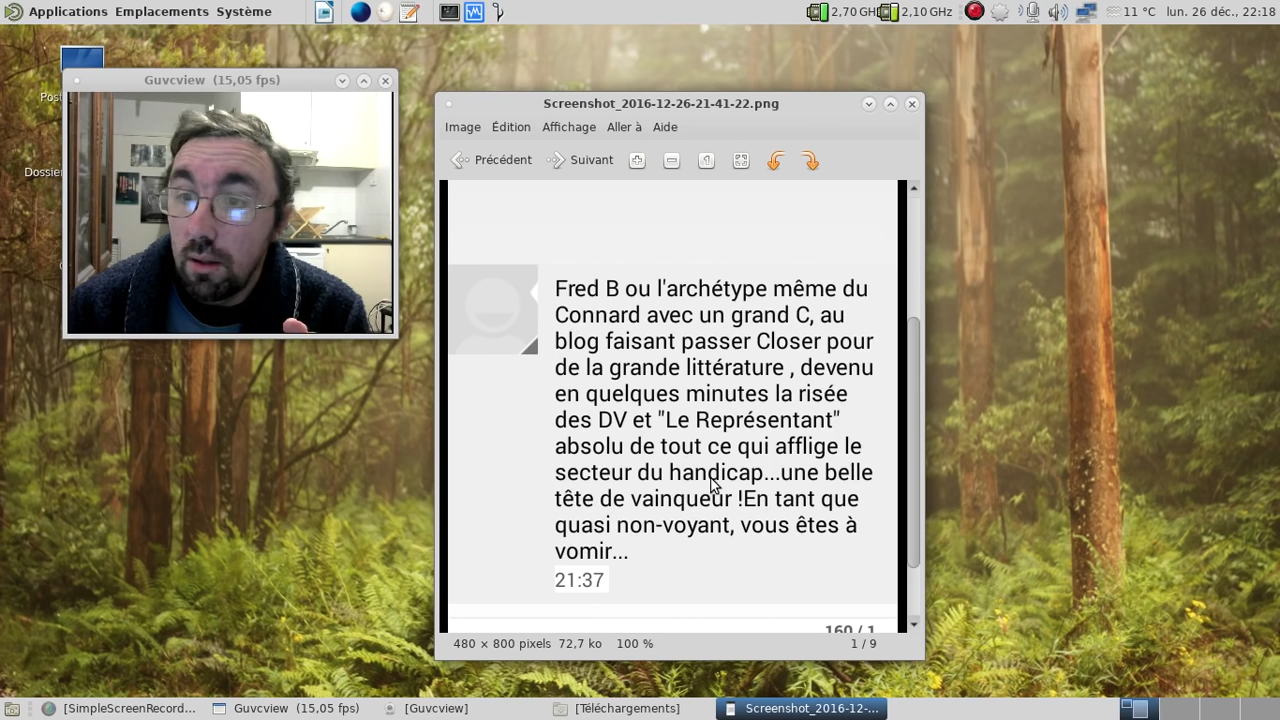 Applications Emplacements Système
2,70 GH
2,10 GHz
11 °C
lun. 26 déc., 22:18
Guvcview (15,05 fps)
Screenshot_2016-12-26-21-41-22.png
Image Édition Affichage Aller à Aide
Précédent Suivant
Fred B ou l'archétype même du
Connard avec un grand C, au
blog faisant passer Closer pour
de la grande littérature , devenu
en quelques minutes la risée
des DV et "Le Représentant"
absolu de tout ce qui afflige le
secteur du handicap...une belle
tête de vainqueur !En tant que
quasi non-voyant, vous êtes à
vomir...
21:37
160 / 1
480 × 800 pixels 72,7 ko 100 % 1 / 9
[SimpleScreenRecord... Guvcview (15,05 fps) [Guvcview] [Téléchargements] Screenshot_2016-12-...